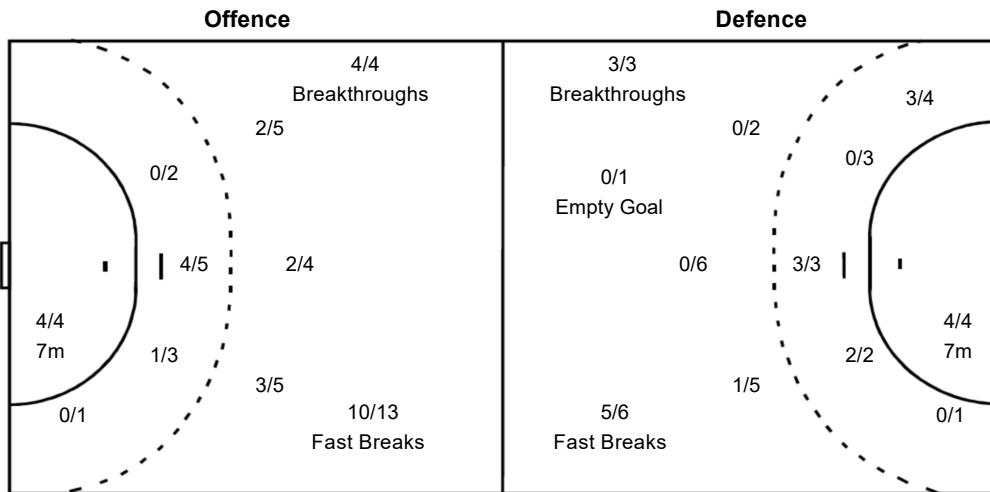 Offence
Defence
4/4
Breakthroughs
2/5
0/2
4/5
2/4
4/4
7m
1/3
3/5
0/1
10/13
Fast Breaks
3/3
Breakthroughs
3/4
0/2
0/3
0/1
Empty Goal
0/6
3/3
4/4
7m
2/2
1/5
0/1
5/6
Fast Breaks